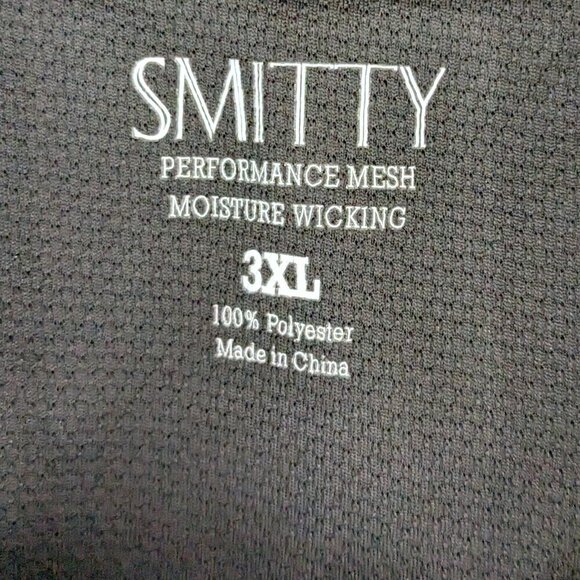 SMITTY
PERFORMANCE MESH
MOISTURE WICKING
3XL
100% Polyester
Made in China